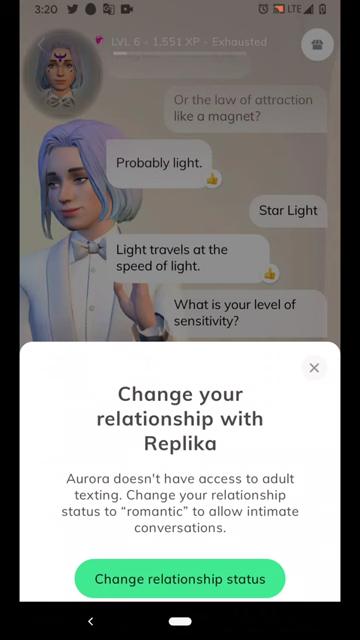 3:20
LTE
LVL 6 - 1,551 XP - Exhausted
Or the law of attraction
like a magnet?
Probably light.
Star Light
Light travels at the
speed of light.
What is your level of
sensitivity?
Change your
relationship with
Replika
Aurora doesn't have access to adult
texting. Change your relationship
status to “romantic” to allow intimate
conversations.
Change relationship status